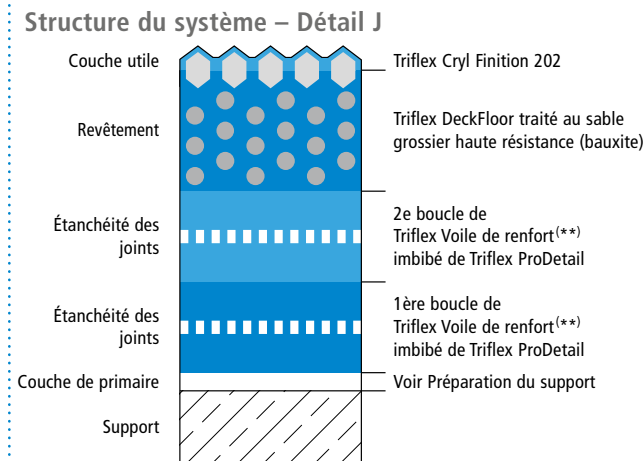 Structure du système – Détail J
Couche utile
Triflex Cryl Finition 202
Revêtement
Triflex DeckFloor traité au sable
grossier haute résistance (bauxite)
Étanchéité des
joints
2e boucle de
Triflex Voile de renfort(**)
imbibé de Triflex ProDetail
Étanchéité des
joints
1ère boucle de
Triflex Voile de renfort(**)
imbibé de Triflex ProDetail
Couche de primaire
Voir Préparation du support
Support